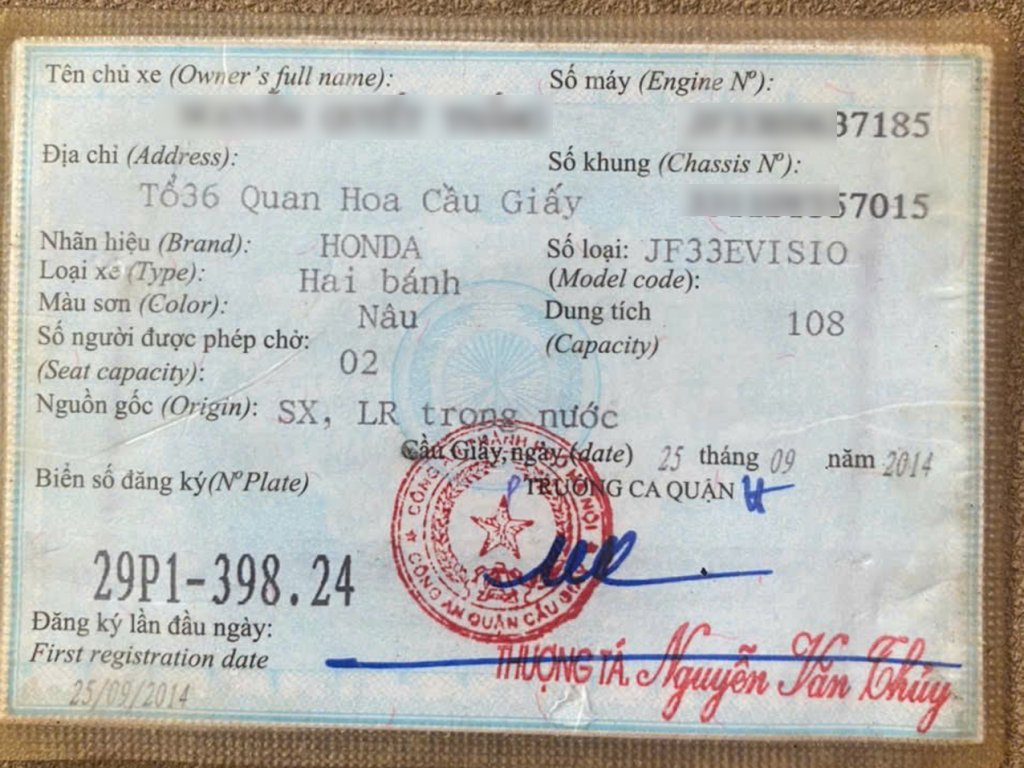 Tên chủ xe (Owner's full name):
Số máy (Engine Nº):
37185
Địa chỉ (Address):
Số khung (Chassis Nº):
Tổ36 Quan Hoa Cầu Giấy
57015
Nhãn hiệu (Brand): HONDA
Số loại: JF33EVISIO
Loại xe (Type): Hai bánh
(Model code):
Màu sơn (Color): Nâu
Dung tích
108
Số người được phép chở:
(Capacity)
(Seat capacity): 02
Nguồn gốc (Origin): SX, LR trong nước
Cầu Giấy, ngày (date) 25 tháng 09 năm 2014
Biển số đăng ký(NºPlate)
TRƯỞNG CA QUẬN
CÔNG AN QUẬN CẦU GIẤY
29P1-398.24
Đăng ký lần đầu ngày:
First registration date
THƯỢNG TÁ. Nguyễn Văn Thủy
25/09/2014